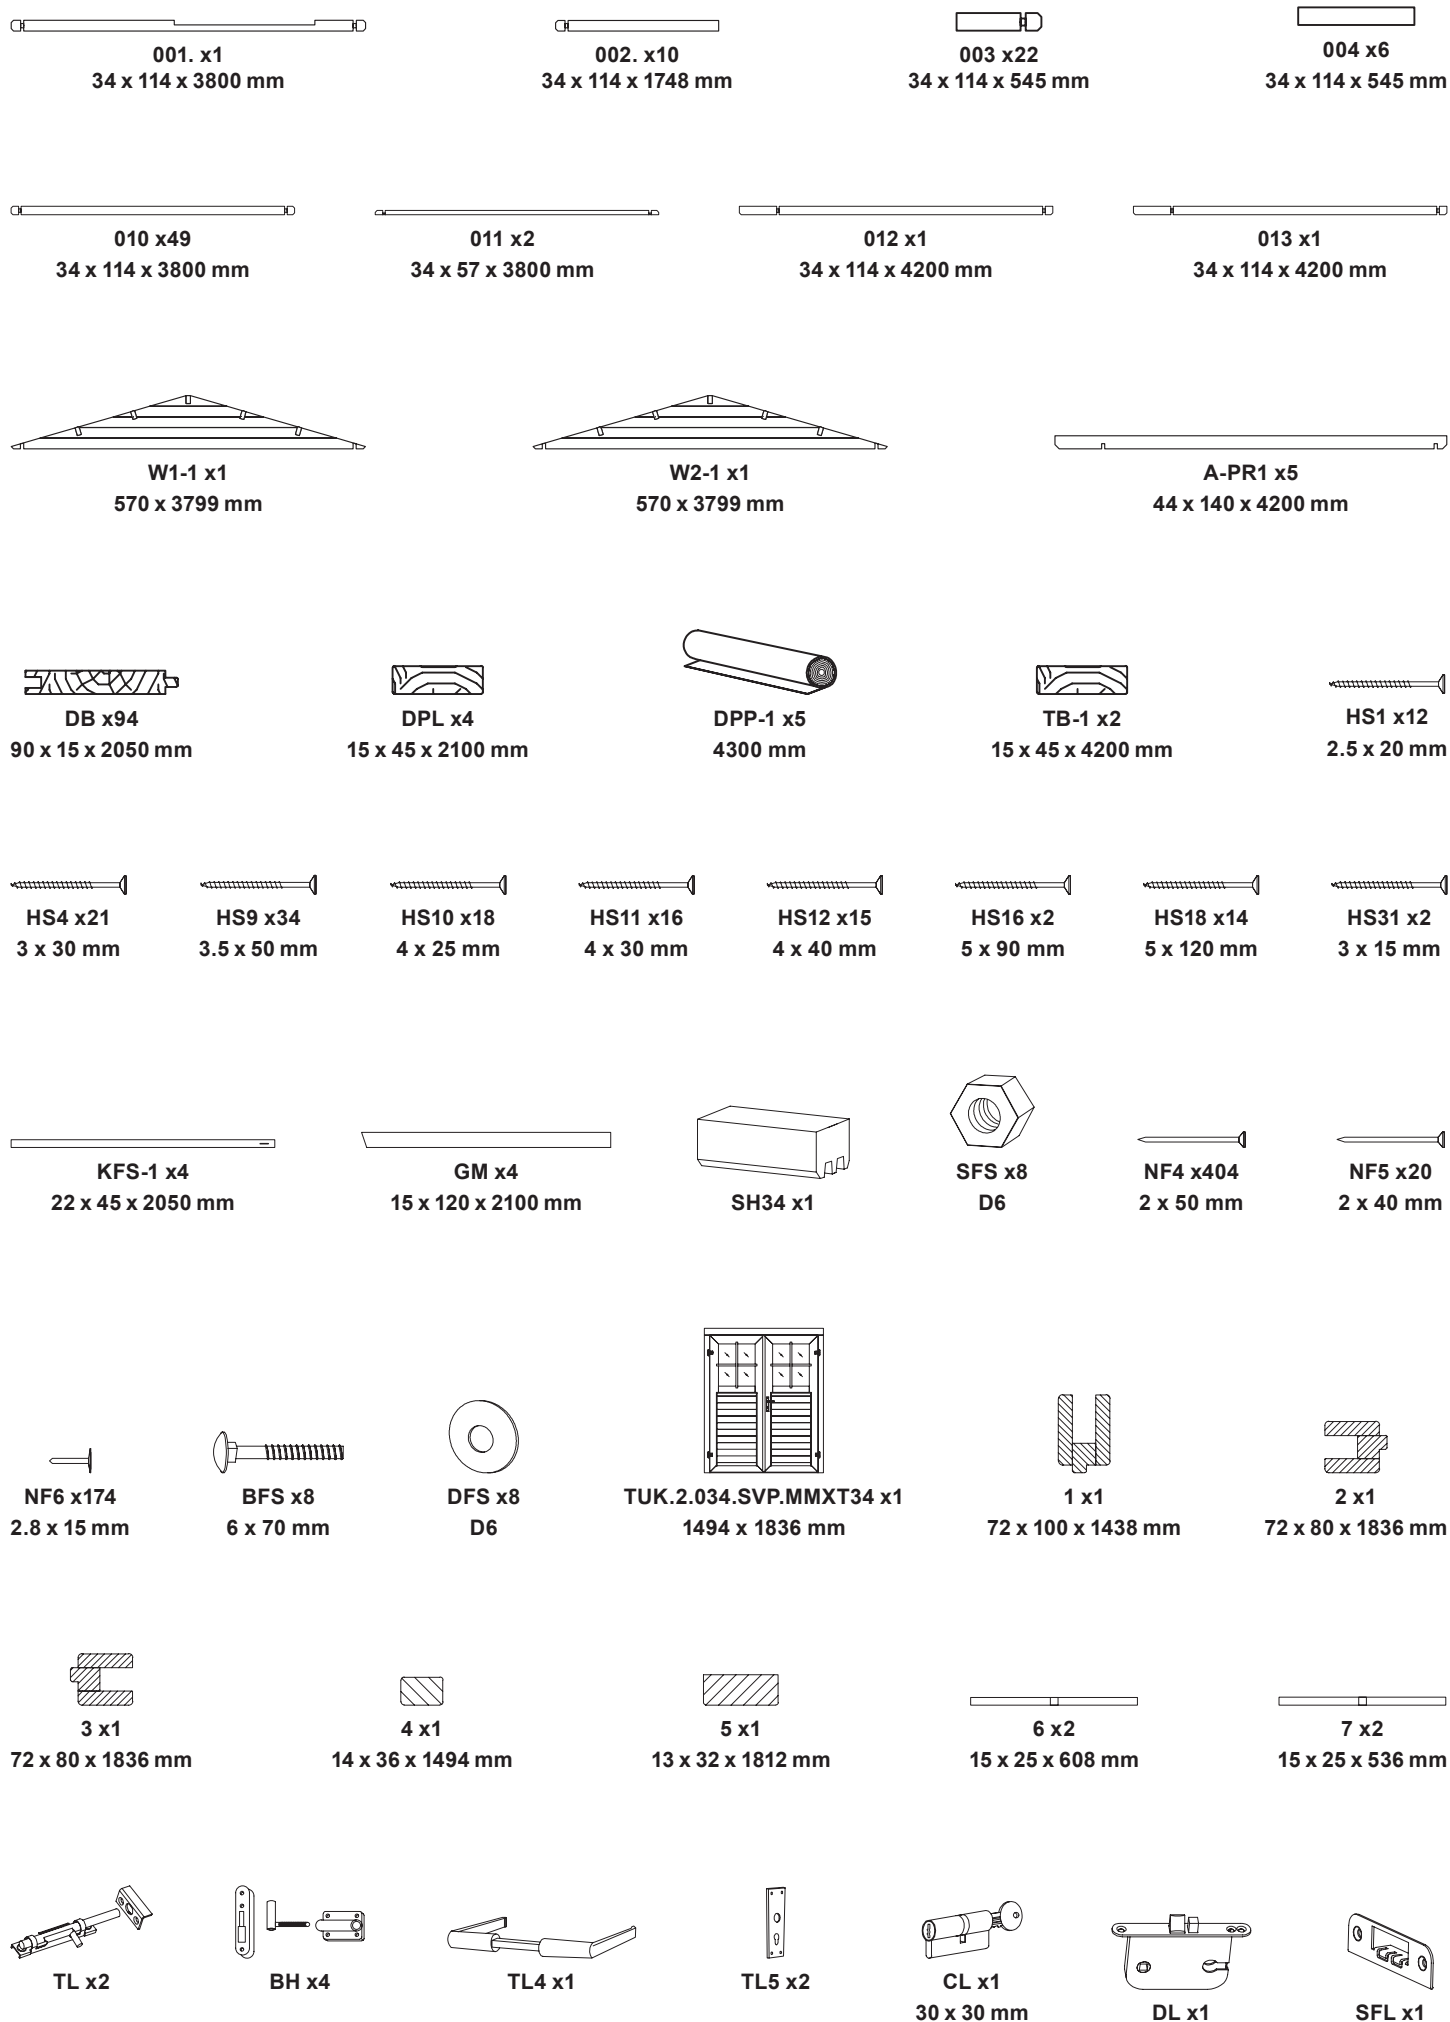 001. x1
34 x 114 x 3800 mm
002. x10
34 x 114 x 1748 mm
003 x22
34 x 114 x 545 mm
004 x6
34 x 114 x 545 mm
010 x49
34 x 114 x 3800 mm
011 x2
34 x 57 x 3800 mm
012 x1
34 x 114 x 4200 mm
013 x1
34 x 114 x 4200 mm
W1-1 x1
570 x 3799 mm
W2-1 x1
570 x 3799 mm
A-PR1 x5
44 x 140 x 4200 mm
DB x94
90 x 15 x 2050 mm
DPL x4
15 x 45 x 2100 mm
DPP-1 x5
4300 mm
TB-1 x2
15 x 45 x 4200 mm
HS1 x12
2.5 x 20 mm
HS4 x21
3 x 30 mm
HS9 x34
3.5 x 50 mm
HS10 x18
4 x 25 mm
HS11 x16
4 x 30 mm
HS12 x15
4 x 40 mm
HS16 x2
5 x 90 mm
HS18 x14
5 x 120 mm
HS31 x2
3 x 15 mm
KFS-1 x4
22 x 45 x 2050 mm
GM x4
15 x 120 x 2100 mm
SH34 x1
SFS x8
D6
NF4 x404
2 x 50 mm
NF5 x20
2 x 40 mm
NF6 x174
2.8 x 15 mm
BFS x8
6 x 70 mm
DFS x8
D6
TUK.2.034.SVP.MMXT34 x1
1494 x 1836 mm
1 x1
72 x 100 x 1438 mm
2 x1
72 x 80 x 1836 mm
3 x1
72 x 80 x 1836 mm
4 x1
14 x 36 x 1494 mm
5 x1
13 x 32 x 1812 mm
6 x2
15 x 25 x 608 mm
7 x2
15 x 25 x 536 mm
TL x2
BH x4
TL4 x1
TL5 x2
CL x1
30 x 30 mm
DL x1
SFL x1